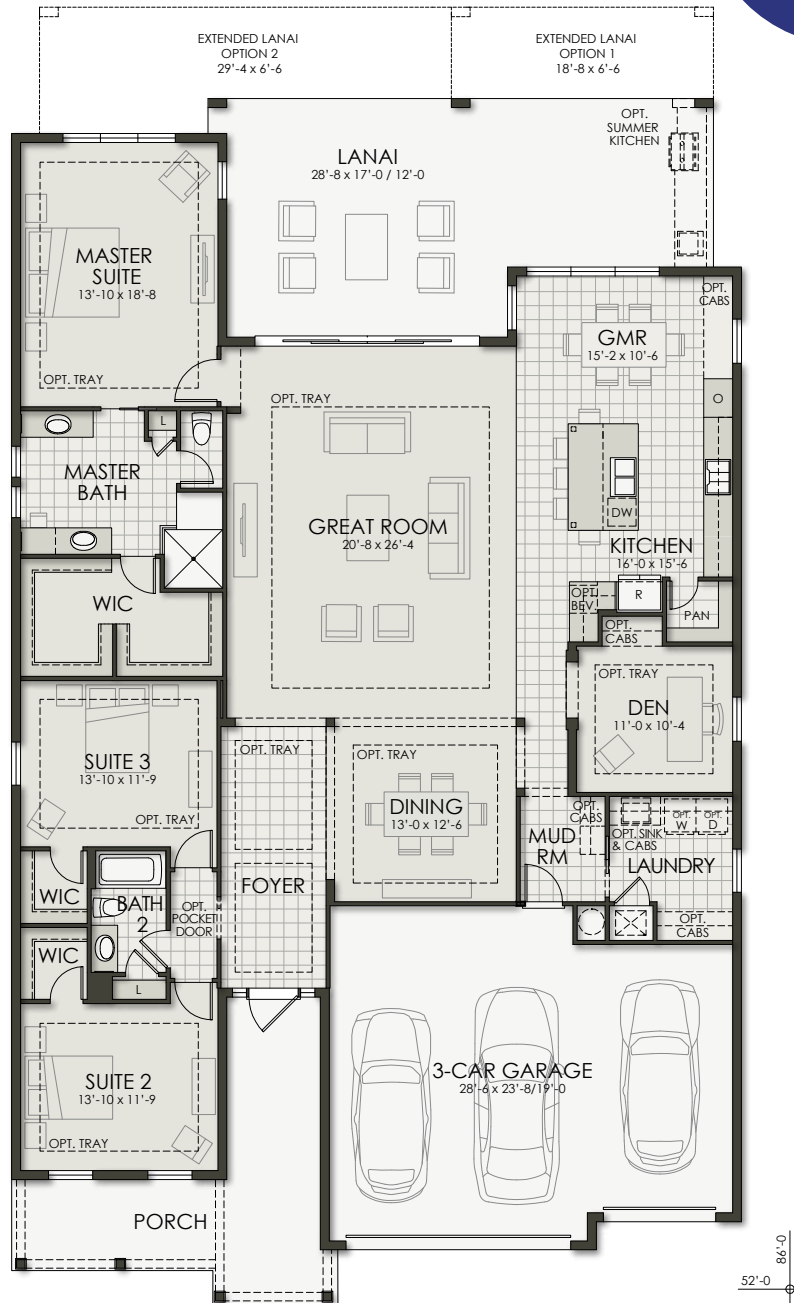 EXTENDED LANAI
OPTION 2
29'-4 x 6'-6
EXTENDED LANAI
OPTION 1
18'-8 x 6'-6
OPT.
SUMMER
KITCHEN
LANAI
28'-8 x 17'-0 / 12'-0
MASTER
SUITE
13'-10 x 18'-8
OPT. TRAY
OPT.
CABS
GMR
15'-2 x 10'-6
OPT. TRAY
L
MASTER
BATH
GREAT ROOM
20'-8 x 26'-4
DW
KITCHEN
16'-0 x 15'-6
OPT.
BEV
R
PAN
WIC
OPT.
CABS
OPT. TRAY
DEN
11'-0 x 10'-4
SUITE 3
13'-10 x 11'-9
OPT. TRAY
OPT. TRAY
OPT. TRAY
DINING
13'-0 x 12'-6
OPT.
CABS
MUD
RM
OPT.
W
OPT.
D
OPT. SINK
& CABS
LAUNDRY
OPT.
CABS
WIC
BATH
2
OPT.
POCKET
DOOR
FOYER
WIC
L
SUITE 2
13'-10 x 11'-9
OPT. TRAY
3-CAR GARAGE
28'-6 x 23'-8/19'-0
PORCH
86'-0
52'-0